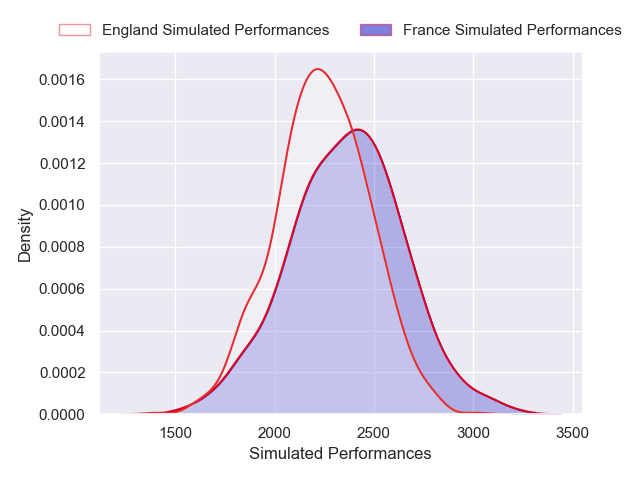 England Simulated Performances France Simulated Performances
0.0016
0.0014
0.0012
0.0010
0.0008
0.0006
0.0004
0.0002
0.0000
Density
1500 2000 2500 3000 3500
Simulated Performances